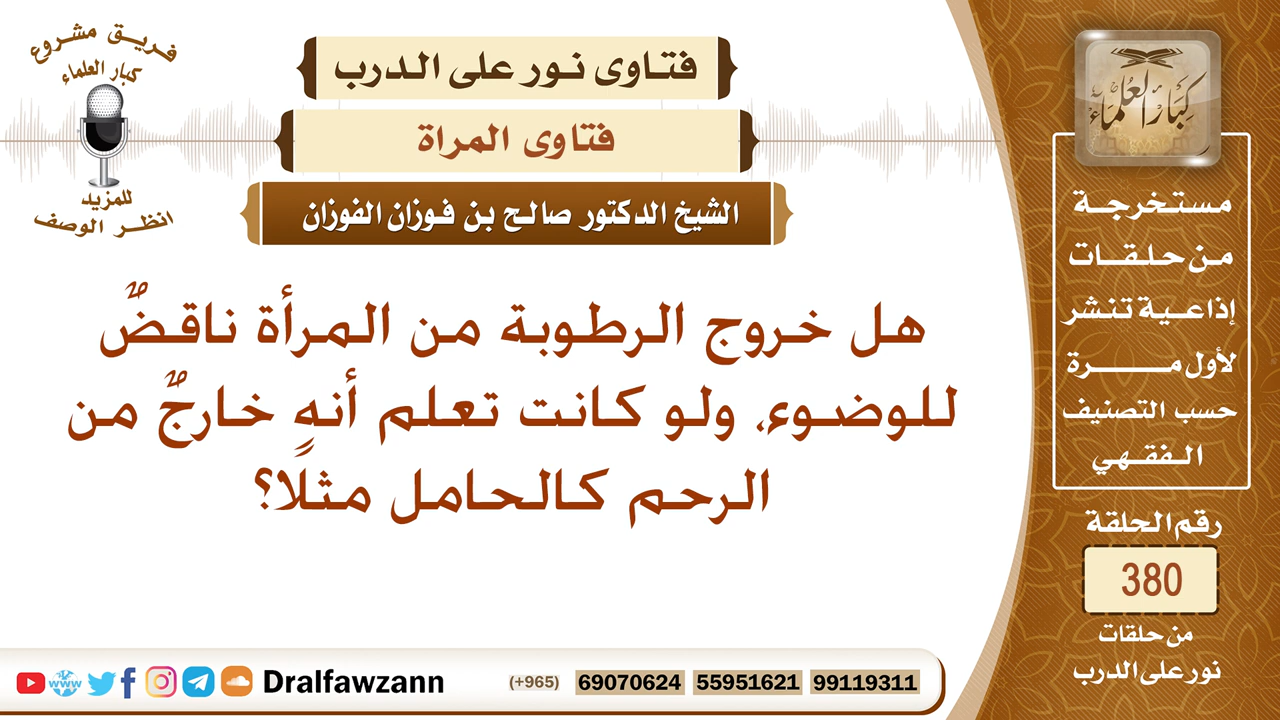 فريق مشروع
كبار العلماء
للمزيد
انظر الوصف
فتاوى نور على الدرب
فتاوى المراة
الشيخ الدكتور صالح بن فوزان الفوزان
هل خروج الرطوبة من المرأة ناقضٌ
للوضوء، ولو كانت تعلم أنهٍ خارجٌ من
الرحم كالحامل مثلًا؟
كبار العلماء
مستخرجة
من حلقات
إذاعية تنشر
لأول مرة
حسب التصنيف
الفقهي
رقم الحلقة
380
من حلقات
نور على الدرب
www Dralfawzann (+965) 69070624 55951621 99119311